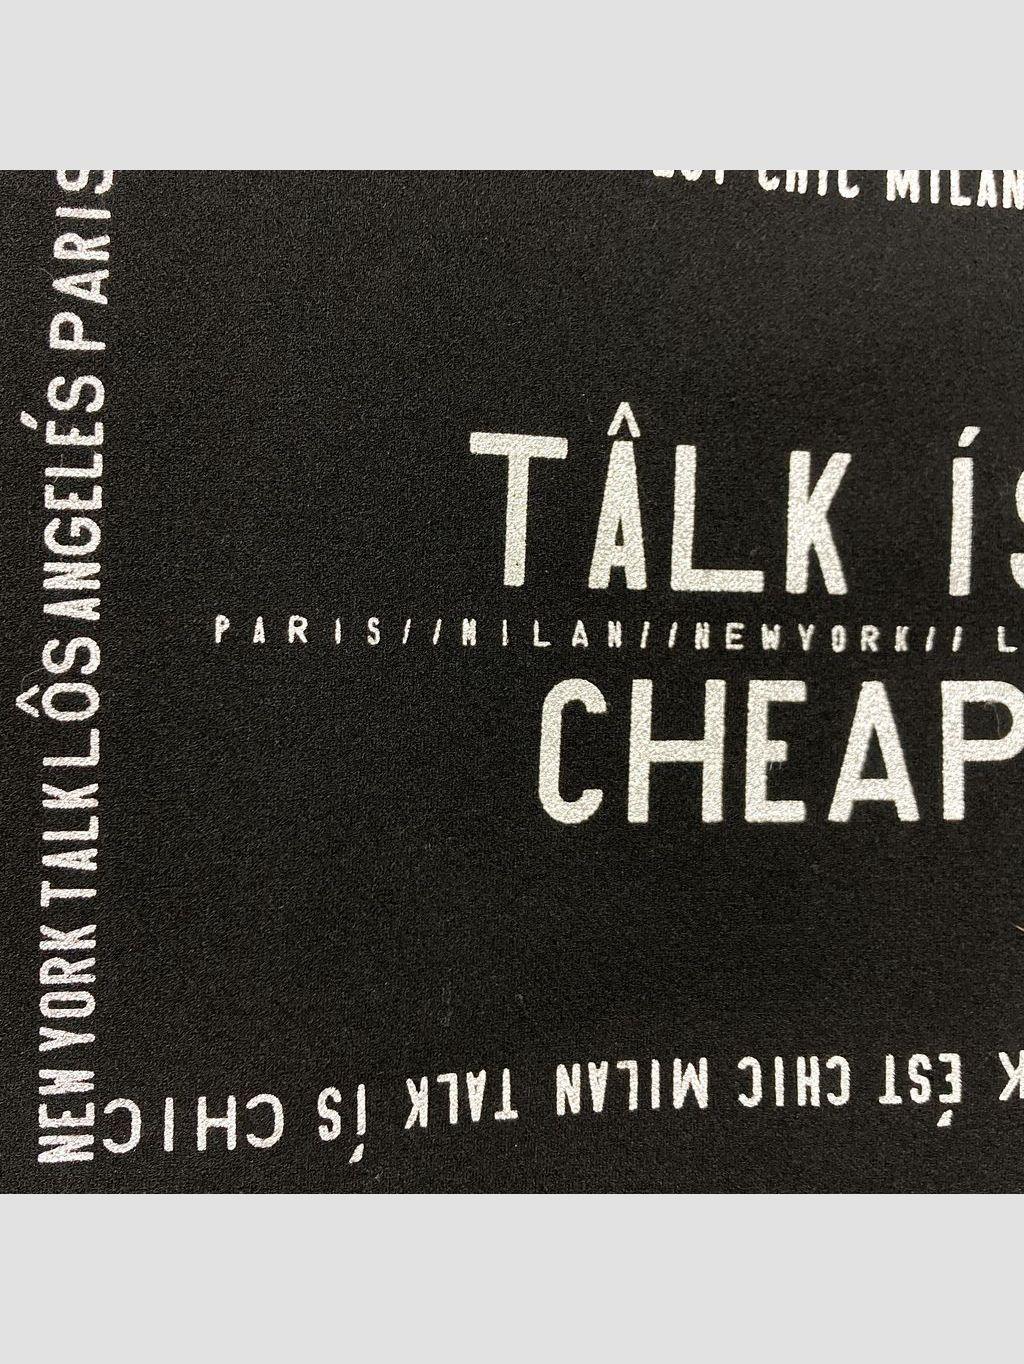 CHIC MILAN
TÂLK ÍS
PARIS//MILAN//NEWYORK// L
CHEAP
NEW YORK TALK LÔS ANGELÉS PARIS
ÉST CHIC MILAN TALK ÍS CHIC